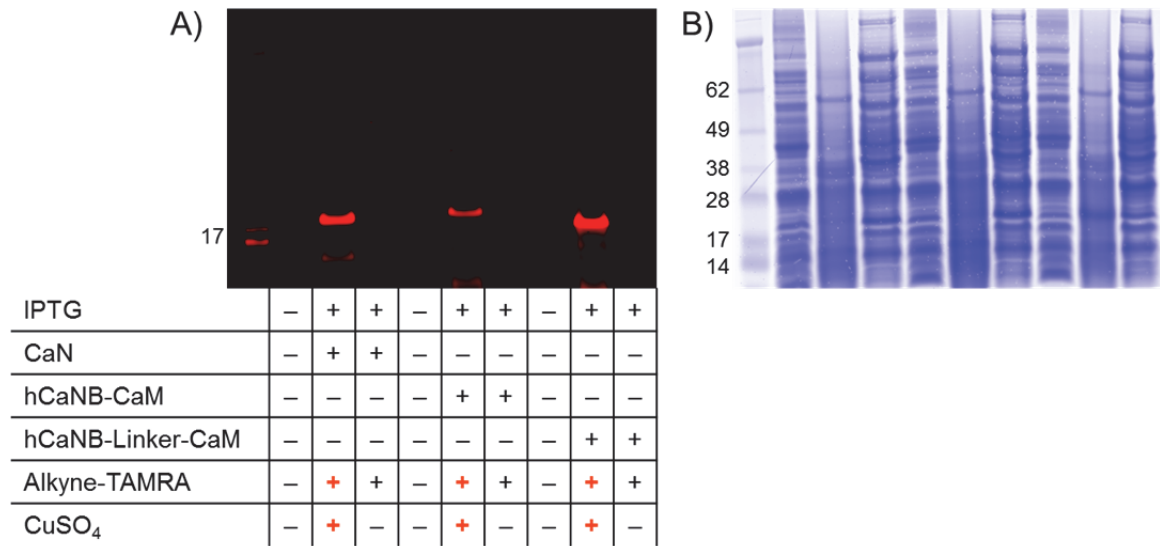 A)
17
B)
62
49
38
28
17
14
IPTG – + + – + + – + +
CaN – + + – – – – – –
hCaNB-CaM – – – – + + – – –
hCaNB-Linker-CaM – – – – – – – + +
Alkyne-TAMRA – + + – + + – + +
CuSO₄ – + – – + – – + –